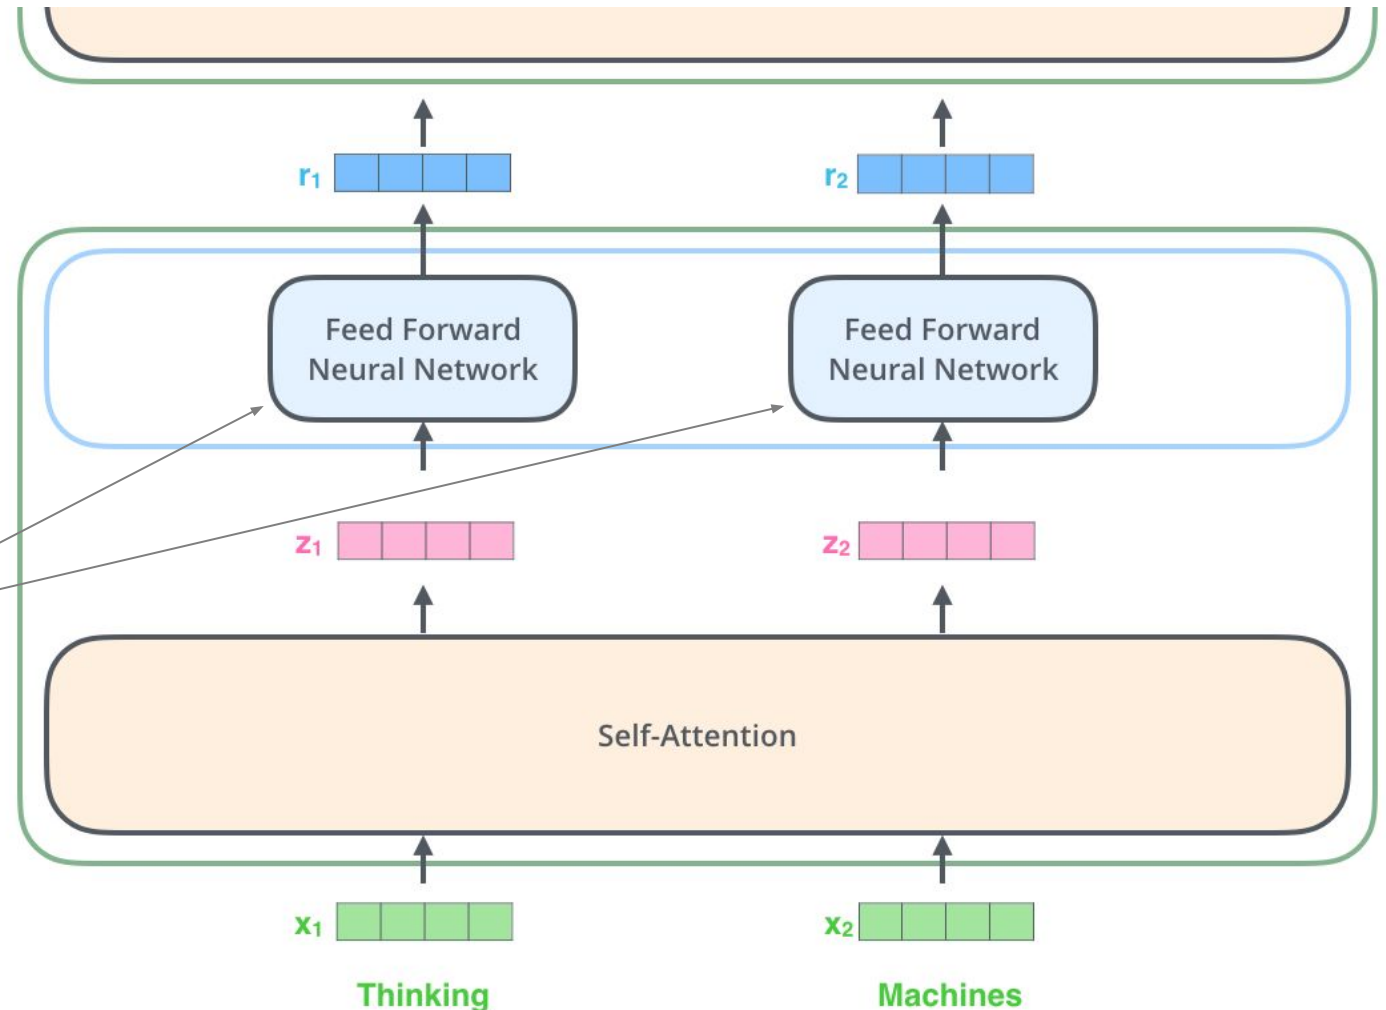 r1
r2
Feed Forward
Neural Network
Feed Forward
Neural Network
z1
z2
Self-Attention
x1
x2
Thinking
Machines